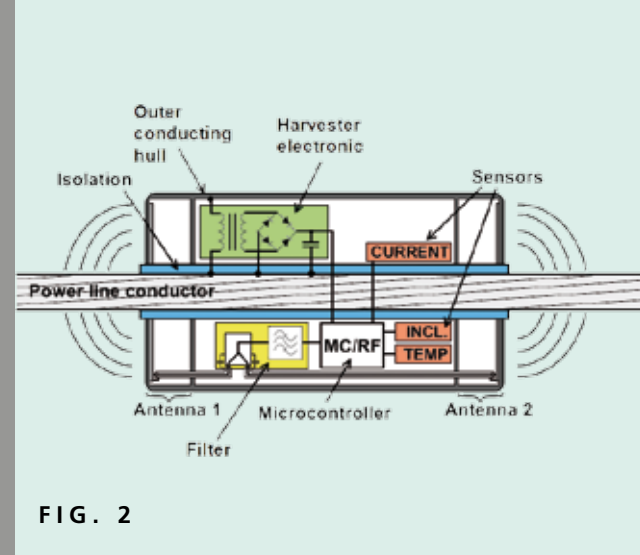 Outer
conducting
hull
Harvester
electronic
Isolation
Sensors
CURRENT
Power line conductor
MC/RF
INCL.
TEMP
Antenna 1
Microcontroller
Antenna 2
Filter
FIG. 2